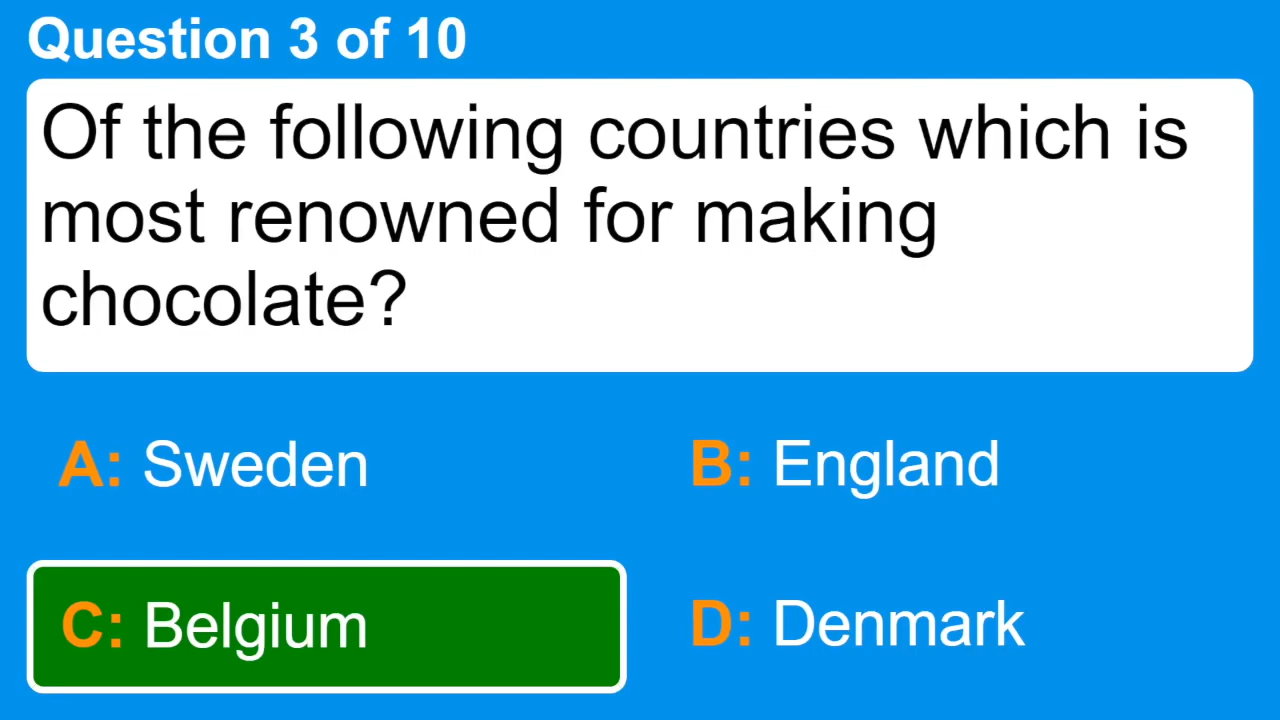 Question 3 of 10
Of the following countries which is
most renowned for making
chocolate?
A: Sweden
B: England
C: Belgium
D: Denmark